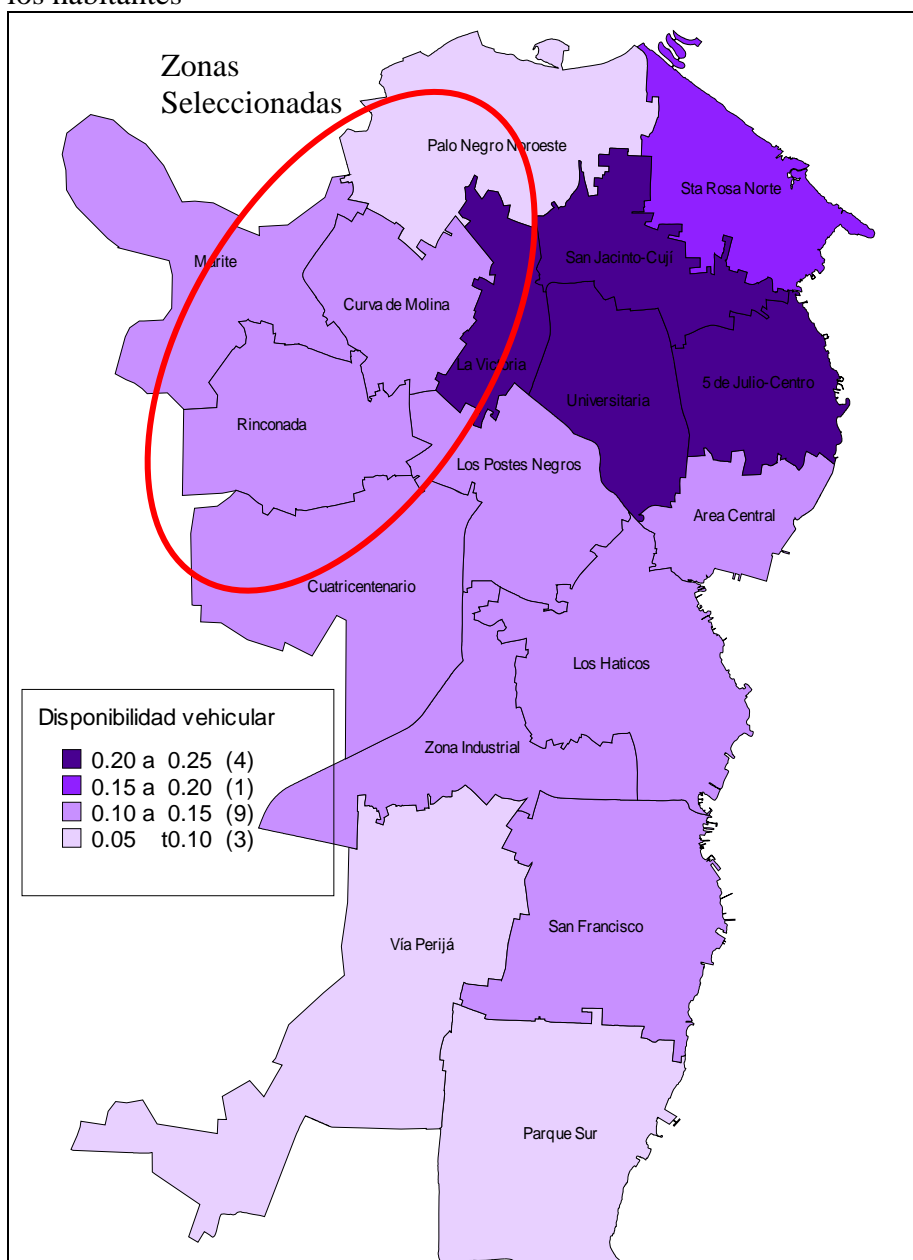 los habitantes
Zonas
Seleccionadas
Palo Negro Noroeste
Sta Rosa Norte
San Jacinto-Cují
Marite
Curva de Molina
La Victoria
5 de Julio-Centro
Universitaria
Rinconada
Los Postes Negros
Area Central
Cuatricentenario
Los Haticos
Disponibilidad vehicular
0.20 a 0.25 (4)
0.15 a 0.20 (1)
0.10 a 0.15 (9)
0.05 t0.10 (3)
Zona Industrial
San Francisco
Vía Perijá
Parque Sur